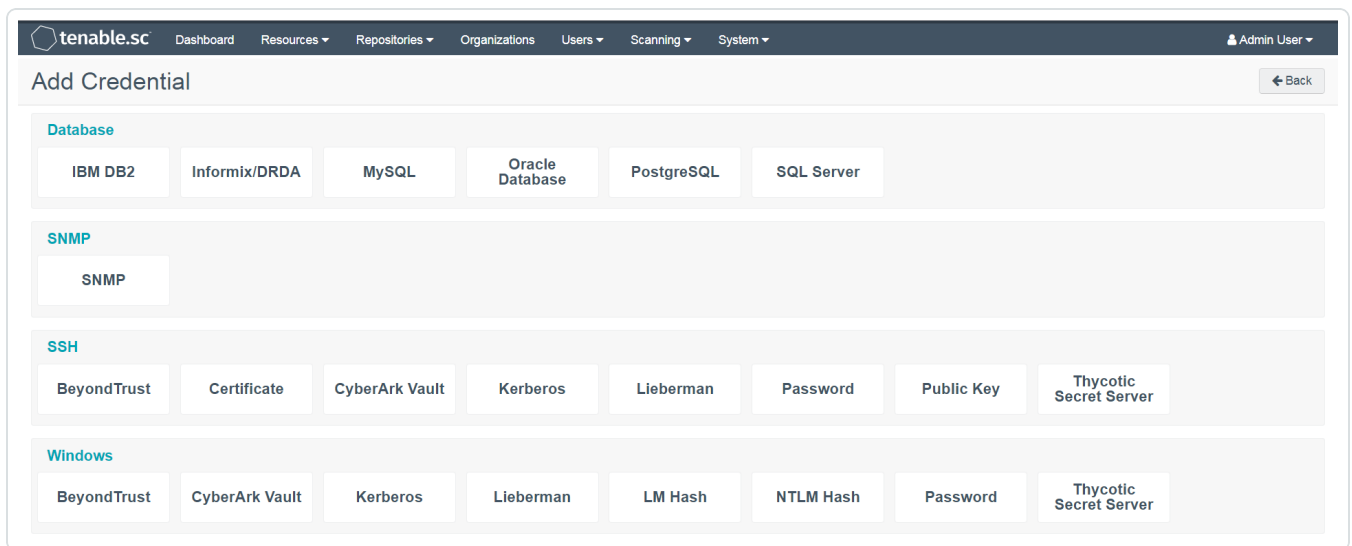 tenable.sc Dashboard Resources Repositories Organizations Users Scanning System Admin User
Add Credential Back
Database
IBM DB2 Informix/DRDA MySQL Oracle Database PostgreSQL SQL Server
SNMP
SNMP
SSH
BeyondTrust Certificate CyberArk Vault Kerberos Lieberman Password Public Key Thycotic Secret Server
Windows
BeyondTrust CyberArk Vault Kerberos Lieberman LM Hash NTLM Hash Password Thycotic Secret Server